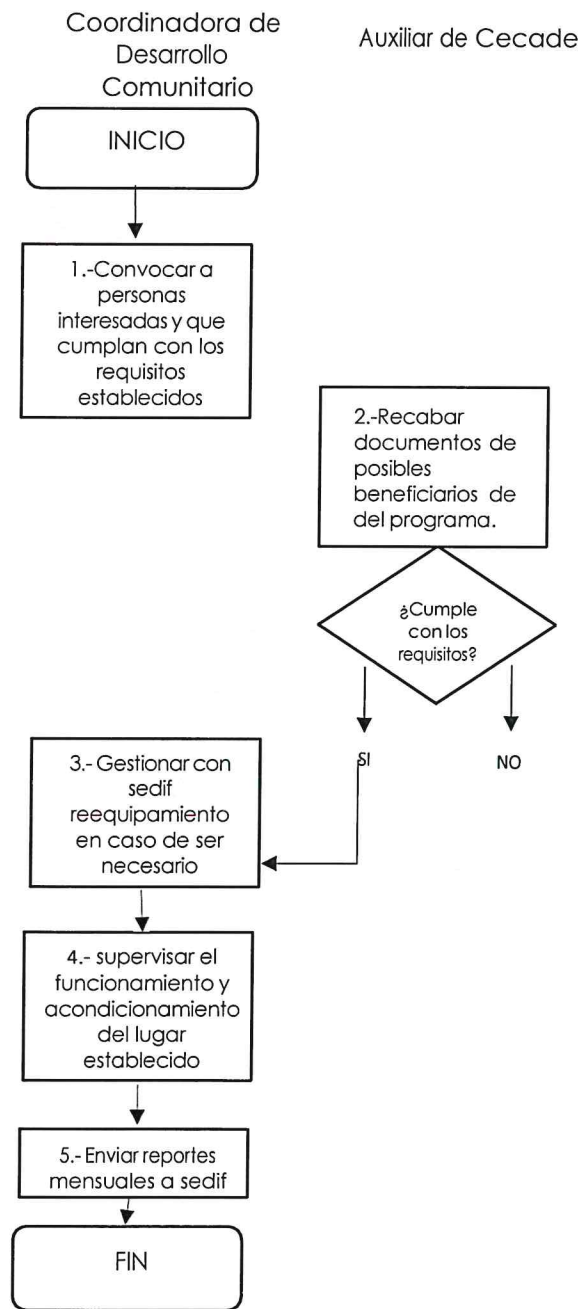 Coordinadora de
Desarrollo
Comunitario
Auxiliar de Cecade
INICIO
1.-Convocar a
personas
interesadas y que
cumplan con los
requisitos
establecidos
2.-Recabar
documentos de
posibles
beneficiarios de
del programa.
¿Cumple
con los
requisitos?
SI
NO
3.- Gestionar con
sedif
reequipamiento
en caso de ser
necesario
4.- supervisar el
funcionamiento y
acondicionamiento
del lugar
establecido
5.- Enviar reportes
mensuales a sedif
FIN